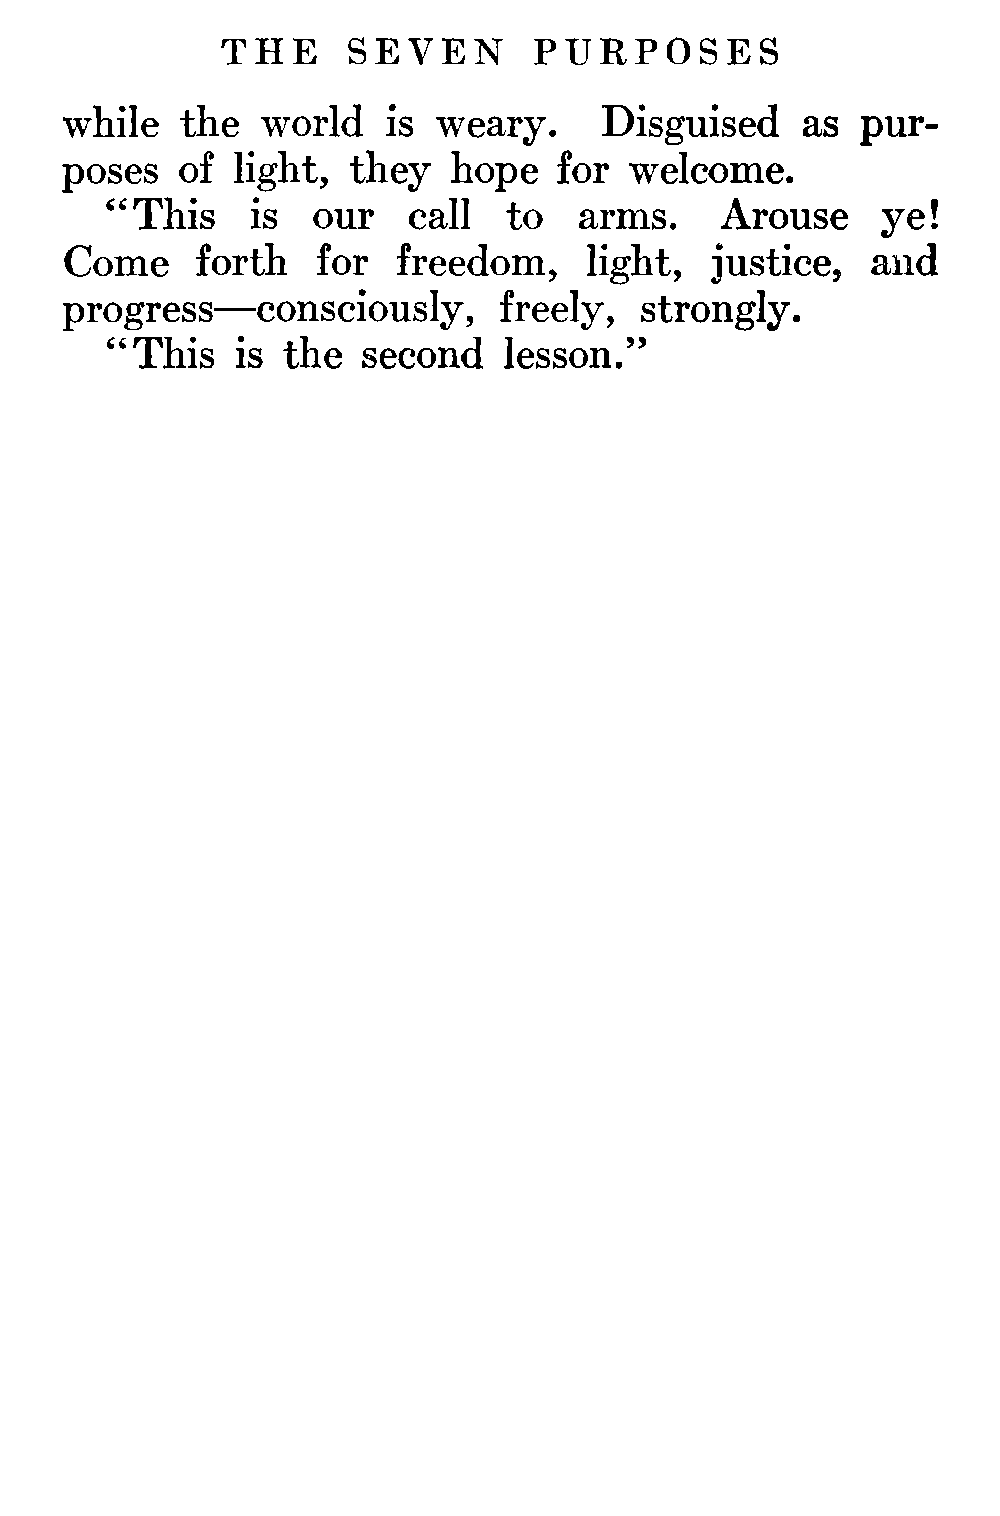 THE SEVEN PURPOSES
while the world is weary. Disguised as pur-
poses of light, they hope for welcome.
“This is our call to arms. Arouse ye!
Come forth for freedom, light, justice, and
progress—consciously, freely, strongly.
“This is the second lesson.”